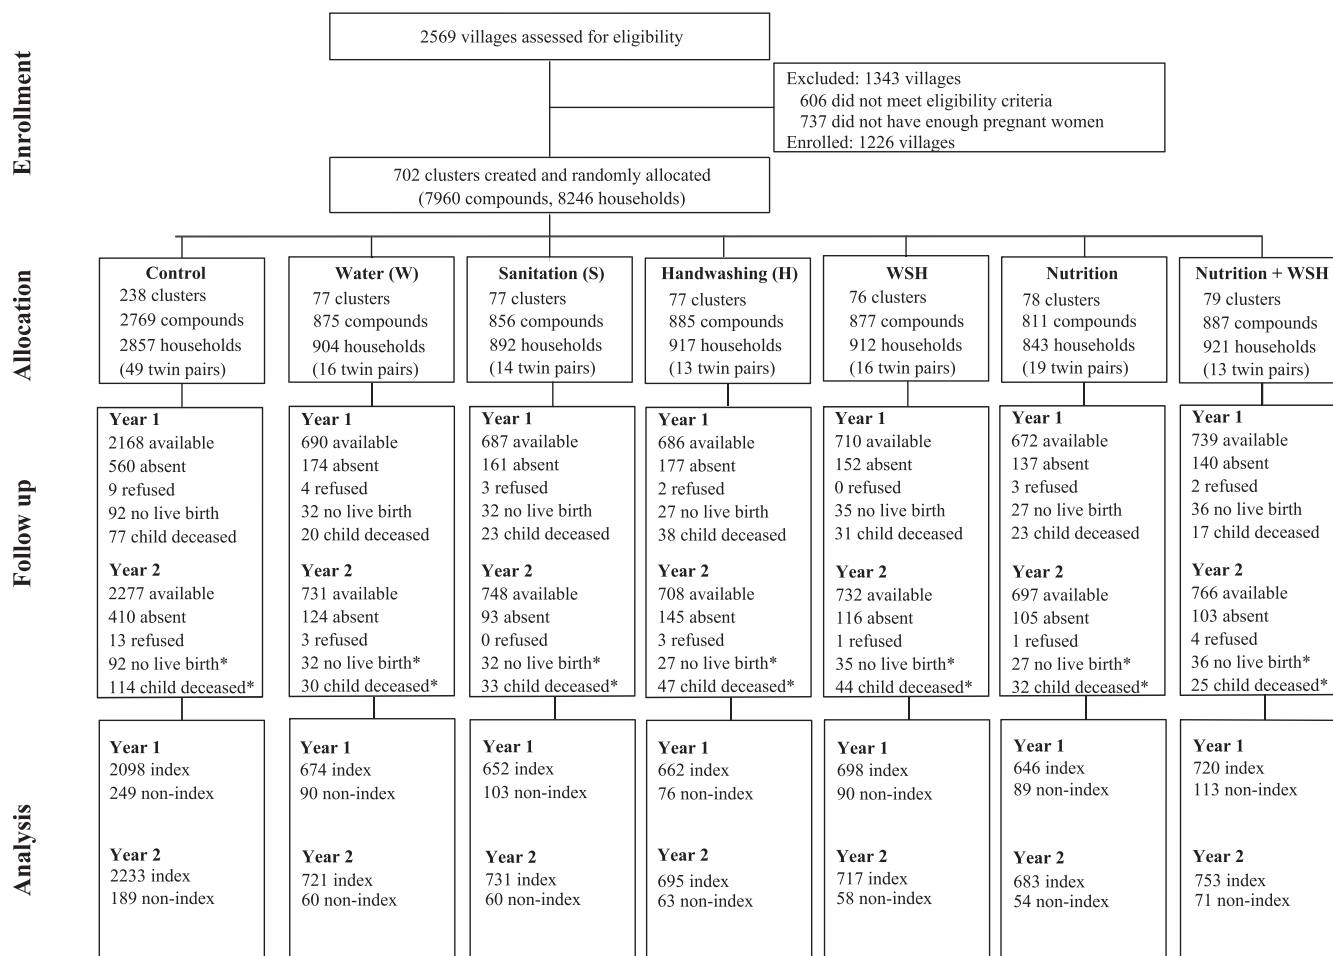 Enrollment
2569 villages assessed for eligibility
Excluded: 1343 villages
606 did not meet eligibility criteria
737 did not have enough pregnant women
Enrolled: 1226 villages
702 clusters created and randomly allocated
(7960 compounds, 8246 households)
Allocation
Control
238 clusters
2769 compounds
2857 households
(49 twin pairs)
Water (W)
77 clusters
875 compounds
904 households
(16 twin pairs)
Sanitation (S)
77 clusters
856 compounds
892 households
(14 twin pairs)
Handwashing (H)
77 clusters
885 compounds
917 households
(13 twin pairs)
WSH
76 clusters
877 compounds
912 households
(16 twin pairs)
Nutrition
78 clusters
811 compounds
843 households
(19 twin pairs)
Nutrition + WSH
79 clusters
887 compounds
921 households
(13 twin pairs)
Follow up
Year 1
2168 available
560 absent
9 refused
92 no live birth
77 child deceased
Year 2
2277 available
410 absent
13 refused
92 no live birth*
114 child deceased*
Year 1
690 available
174 absent
4 refused
32 no live birth
20 child deceased
Year 2
731 available
124 absent
3 refused
32 no live birth*
30 child deceased*
Year 1
687 available
161 absent
3 refused
32 no live birth
23 child deceased
Year 2
748 available
93 absent
0 refused
32 no live birth*
33 child deceased*
Year 1
686 available
177 absent
2 refused
27 no live birth
38 child deceased
Year 2
708 available
145 absent
3 refused
27 no live birth*
47 child deceased*
Year 1
710 available
152 absent
0 refused
35 no live birth
31 child deceased
Year 2
732 available
116 absent
1 refused
35 no live birth*
44 child deceased*
Year 1
672 available
137 absent
3 refused
27 no live birth
23 child deceased
Year 2
697 available
105 absent
1 refused
27 no live birth*
32 child deceased*
Year 1
739 available
140 absent
2 refused
36 no live birth
17 child deceased
Year 2
766 available
103 absent
4 refused
36 no live birth*
25 child deceased*
Analysis
Year 1
2098 index
249 non-index
Year 2
2233 index
189 non-index
Year 1
674 index
90 non-index
Year 2
721 index
60 non-index
Year 1
652 index
103 non-index
Year 2
731 index
60 non-index
Year 1
662 index
76 non-index
Year 2
695 index
63 non-index
Year 1
698 index
90 non-index
Year 2
717 index
58 non-index
Year 1
646 index
89 non-index
Year 2
683 index
54 non-index
Year 1
720 index
113 non-index
Year 2
753 index
71 non-index